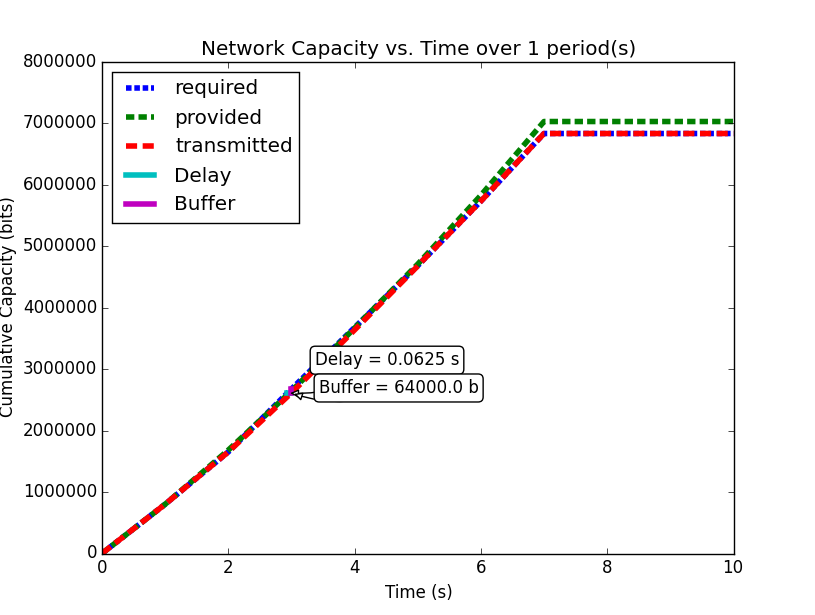 Network Capacity vs. Time over 1 period(s)
8000000
7000000
6000000
5000000
4000000
3000000
2000000
1000000
0
Cumulative Capacity (bits)
required
provided
transmitted
Delay
Buffer
Delay = 0.0625 s
Buffer = 64000.0 b
0 2 4 6 8 10
Time (s)